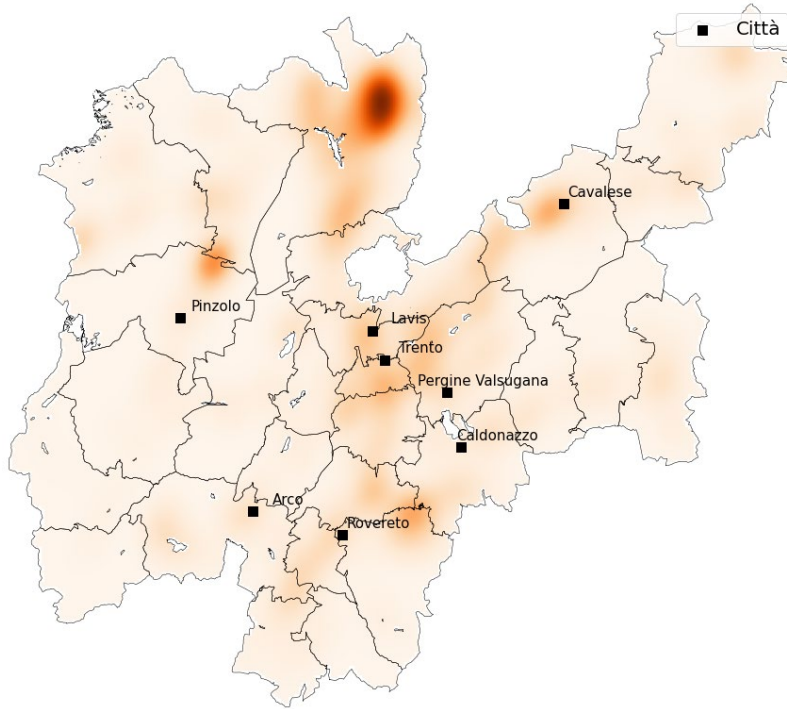 Città
Cavalese
Pinzolo
Lavis
Trento
Pergine Valsugana
Caldonazzo
Arco
Rovereto